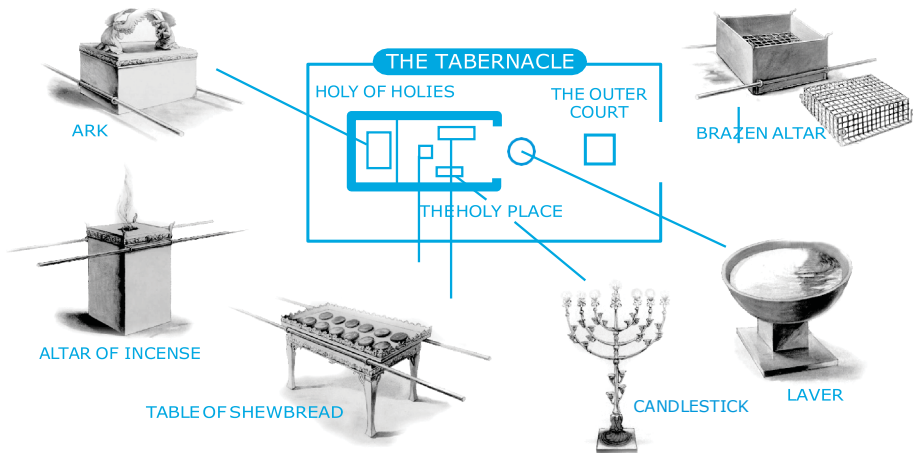 THE TABERNACLE
HOLY OF HOLIES
THE OUTER
COURT
ARK
BRAZEN ALTAR
THE HOLY PLACE
ALTAR OF INCENSE
TABLE OF SHEWBREAD
CANDLESTICK
LAVER